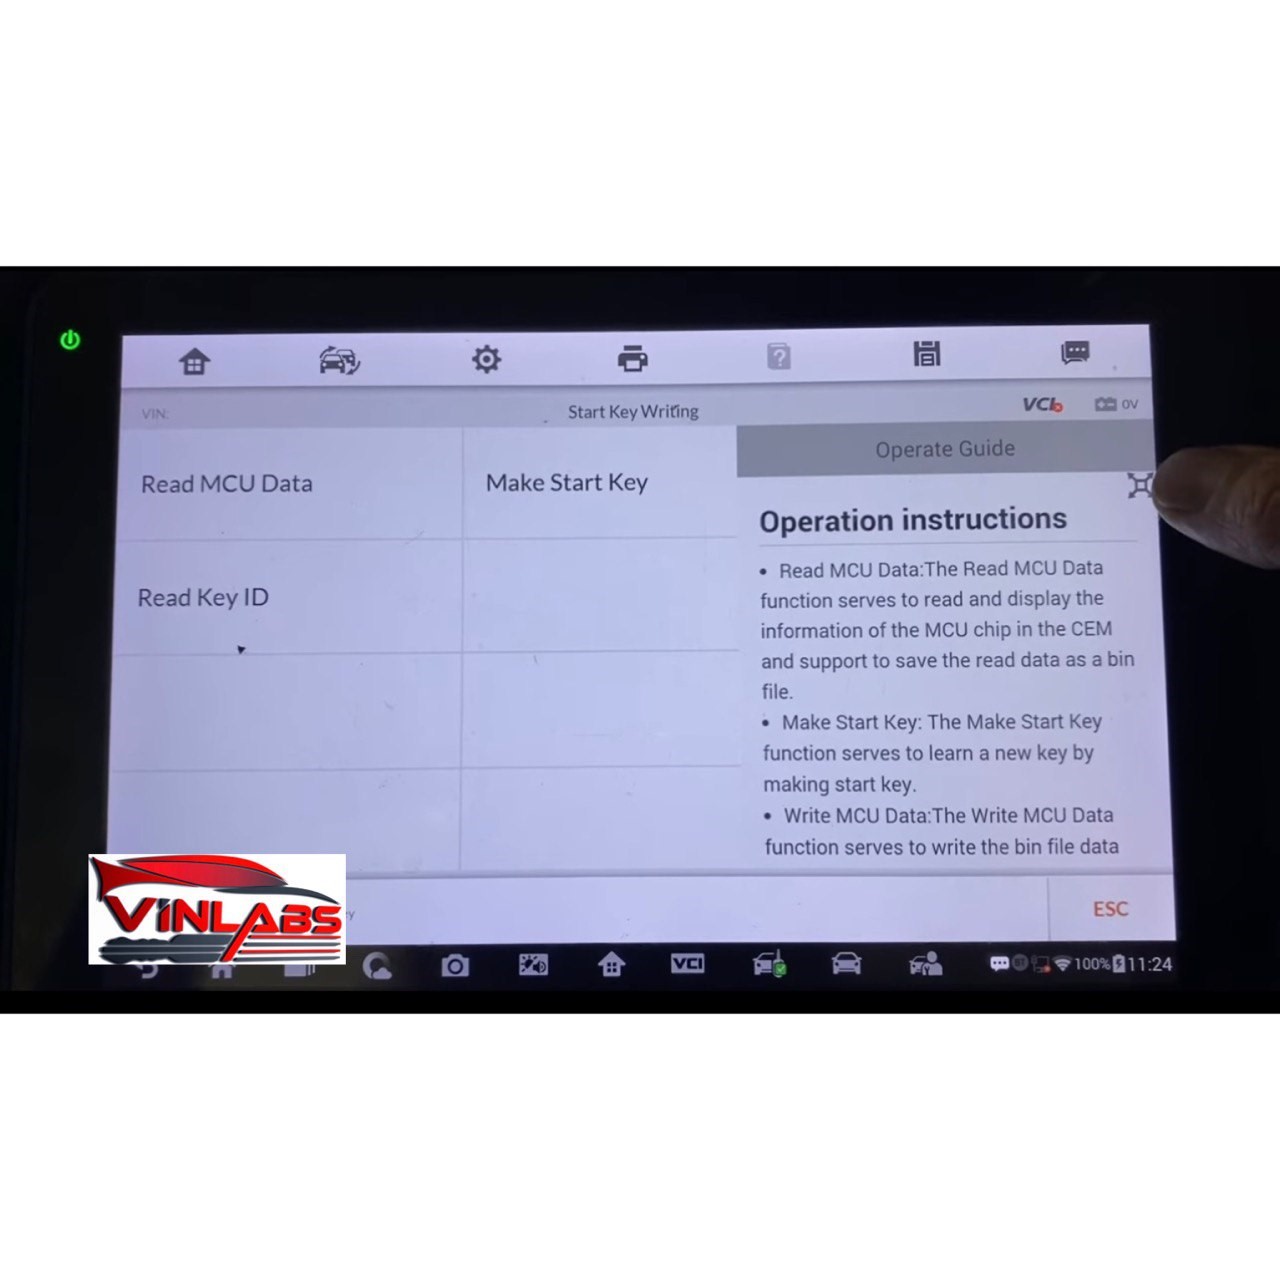 VIN:
Start Key Writing
VCI
0V
Read MCU Data
Make Start Key
Read Key ID
Operate Guide
Operation instructions
• Read MCU Data:The Read MCU Data
function serves to read and display the
information of the MCU chip in the CEM
and support to save the read data as a bin
file.
• Make Start Key: The Make Start Key
function serves to learn a new key by
making start key.
• Write MCU Data:The Write MCU Data
function serves to write the bin file data
ESC
VINLABS
VCI
100%
11:24